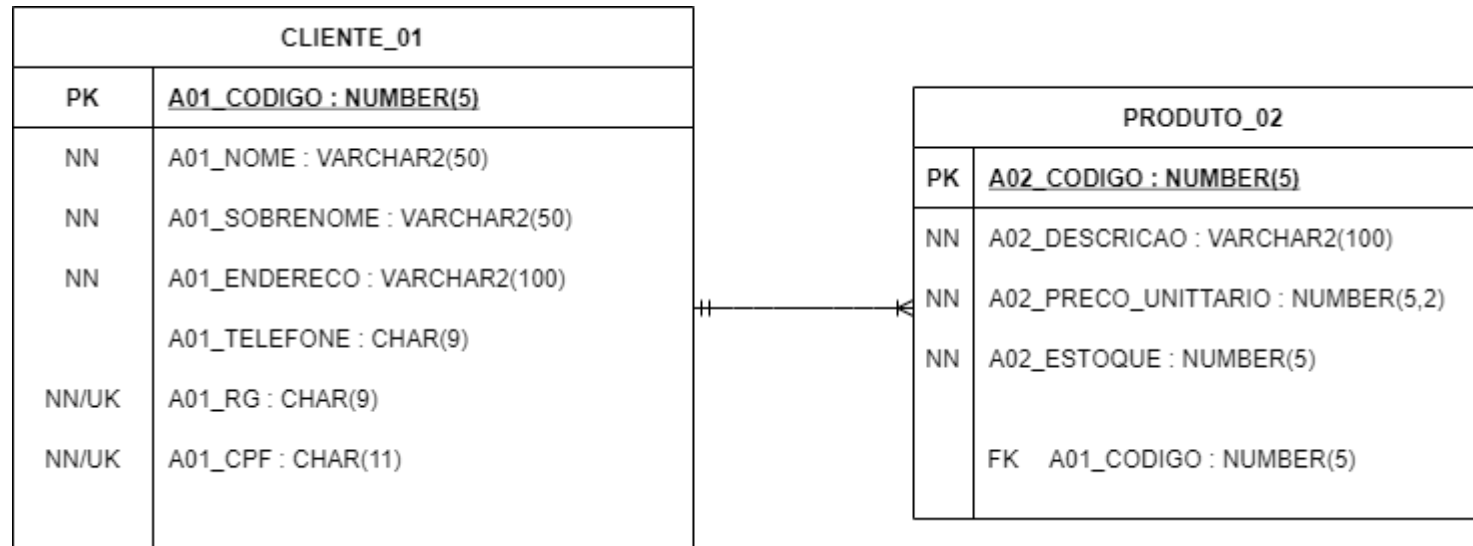 CLIENTE_01
PK A01_CODIGO : NUMBER(5)
NN A01_NOME : VARCHAR2(50)
NN A01_SOBRENOME : VARCHAR2(50)
NN A01_ENDERECO : VARCHAR2(100)
A01_TELEFONE : CHAR(9)
NN/UK A01_RG : CHAR(9)
NN/UK A01_CPF : CHAR(11)
PRODUTO_02
PK A02_CODIGO : NUMBER(5)
NN A02_DESCRICAO : VARCHAR2(100)
NN A02_PRECO_UNITTARIO : NUMBER(5,2)
NN A02_ESTOQUE : NUMBER(5)
FK A01_CODIGO : NUMBER(5)